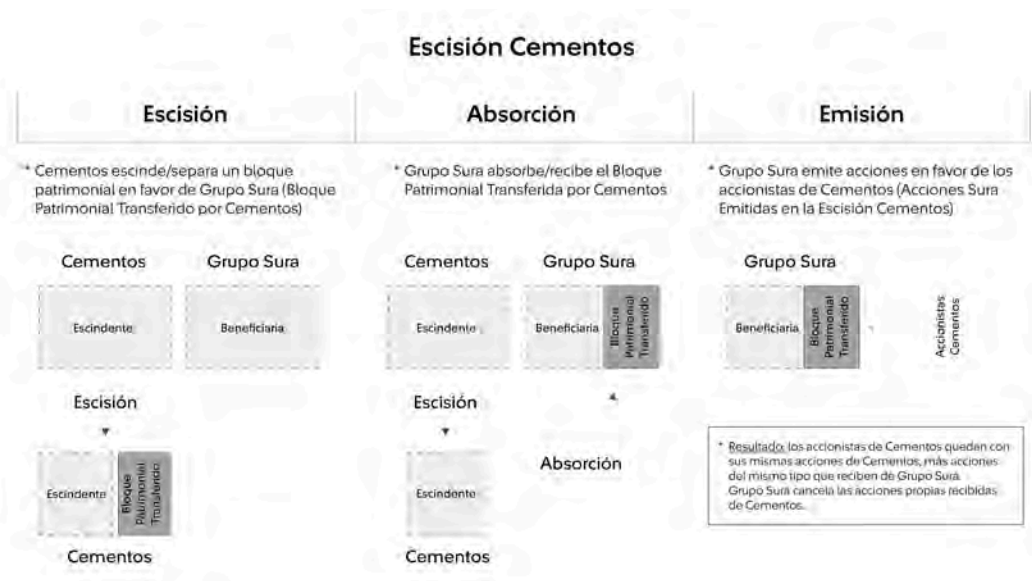 Escisión Cementos
Escisión
* Cementos escinde/separa un bloque
patrimonial en favor de Grupo Sura (Bloque
Patrimonial Transferido por Cementos)
Cementos
Grupo Sura
Escindente
Beneficiaria
Escisión
Escindente
Bloque
Patrimonial
Transferido
Cementos
Absorción
* Grupo Sura absorbe/recibe el Bloque
Patrimonial Transferida por Cementos
Cementos
Grupo Sura
Escindente
Beneficiaria
Bloque
Patrimonial
Transferido
Escisión
Absorción
Escindente
Cementos
Emisión
* Grupo Sura emite acciones en favor de los
accionistas de Cementos (Acciones Sura
Emitidas en la Escisión Cementos)
Grupo Sura
Beneficiaria
Bloque
Patrimonial
Transferido
Accionistas
Cementos
* Resultado: los accionistas de Cementos quedan con
sus mismas acciones de Cementos, más acciones
del mismo tipo que reciben de Grupo Sura.
Grupo Sura cancela las acciones propias recibidas
de Cementos.